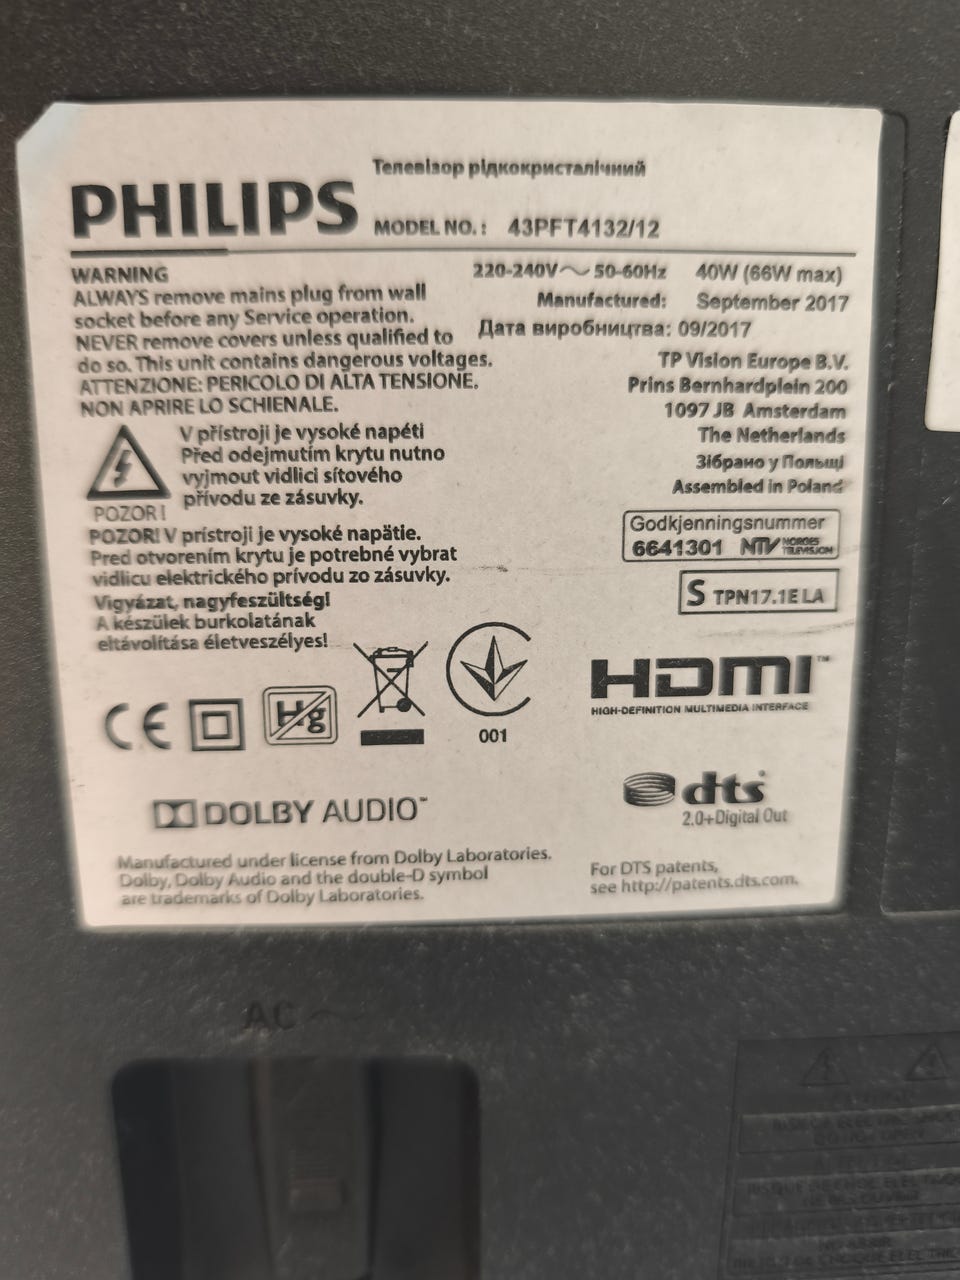 Телевізор рідкокристалічний
PHILIPS
MODEL NO.: 43PFT4132/12
WARNING
ALWAYS remove mains plug from wall
socket before any Service operation.
NEVER remove covers unless qualified to
do so. This unit contains dangerous voltages.
ATTENZIONE: PERICOLO DI ALTA TENSIONE.
NON APRIRE LO SCHIENALE.
V přístroji je vysoké napětí
Před odejmutím krytu nutno
vyjmout vidlici síťového
přívodu ze zásuvky.
POZOR!
POZOR! V prístroji je vysoké napätie.
Pred otvorením krytu je potrebné vybrat
vidlicu elektrického prívodu zo zásuvky.
Vigyázat, nagyfeszültség!
A készülek burkolatának
eltávolítása életveszélyes!
220-240V~ 50-60Hz 40W (66W max)
Manufactured: September 2017
Дата виробництва: 09/2017
TP Vision Europe B.V.
Prins Bernhardplein 200
1097 JB Amsterdam
The Netherlands
Зібрано у Польщі
Assembled in Poland
Godkjenningsnummer
6641301 NTV NORGES TELEVISJON
S TPN17.1E LA
CE
Hg
001
HDMI™
HIGH-DEFINITION MULTIMEDIA INTERFACE
DOLBY AUDIO™
dts
2.0+Digital Out
Manufactured under license from Dolby Laboratories.
Dolby, Dolby Audio and the double-D symbol
are trademarks of Dolby Laboratories.
For DTS patents,
see http://patents.dts.com.
AC ~